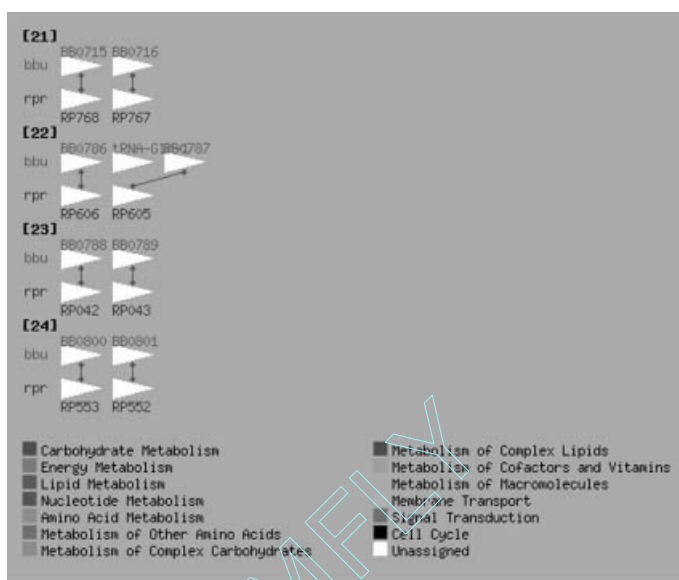 [21]
BB0715 BB0716
bbu
rpr
RP768 RP767
[22]
BB0786
bbu
rpr
RP606 RP605
[23]
BB0788 BB0789
bbu
rpr
RP042 RP043
[24]
BB0800 BB0801
bbu
rpr
RP553 RP552
Carbohydrate Metabolism
Energy Metabolism
Lipid Metabolism
Nucleotide Metabolism
Amino Acid Metabolism
Metabolism of Other Amino Acids
Metabolism of Complex Carbohydrates
Metabolism of Complex Lipids
Metabolism of Cofactors and Vitamins
Metabolism of Macromolecules
Membrane Transport
Signal Transduction
Cell Cycle
Unassigned